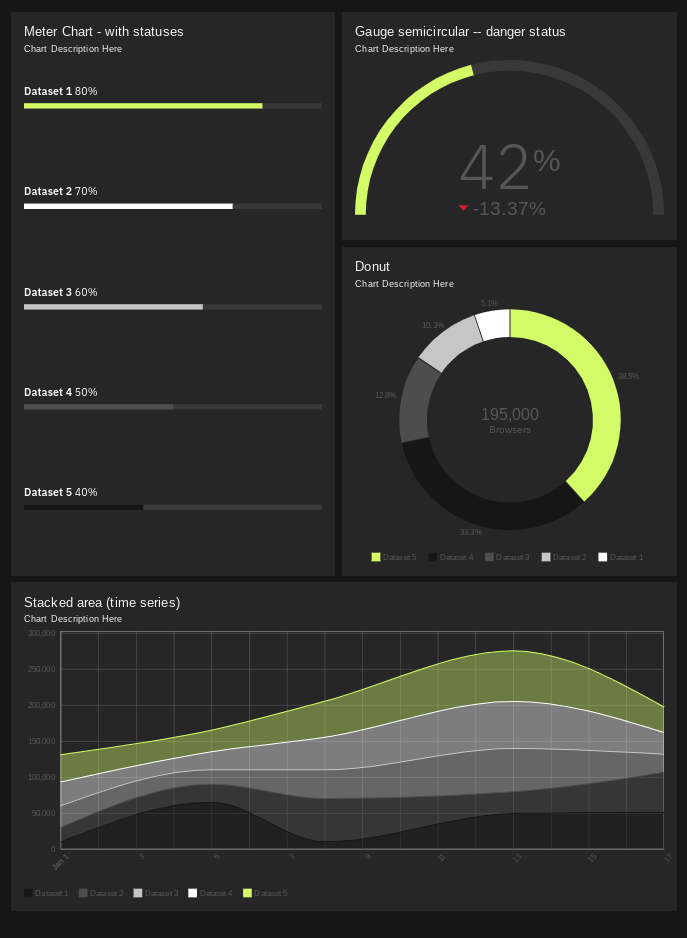 Meter Chart - with statuses
Chart Description Here
Dataset 1 80%
Dataset 2 70%
Dataset 3 60%
Dataset 4 50%
Dataset 5 40%
Gauge semicircular -- danger status
Chart Description Here
42%
-13.37%
Donut
Chart Description Here
5.1%
10.3%
38.5%
12.8%
195,000
Browsers
33.3%
Dataset 5 Dataset 4 Dataset 3 Dataset 2 Dataset 1
Stacked area (time series)
Chart Description Here
300,000
250,000
200,000
150,000
100,000
50,000
0
Jan 1 3 5 7 9 11 13 15 17
Dataset 1 Dataset 2 Dataset 3 Dataset 4 Dataset 5